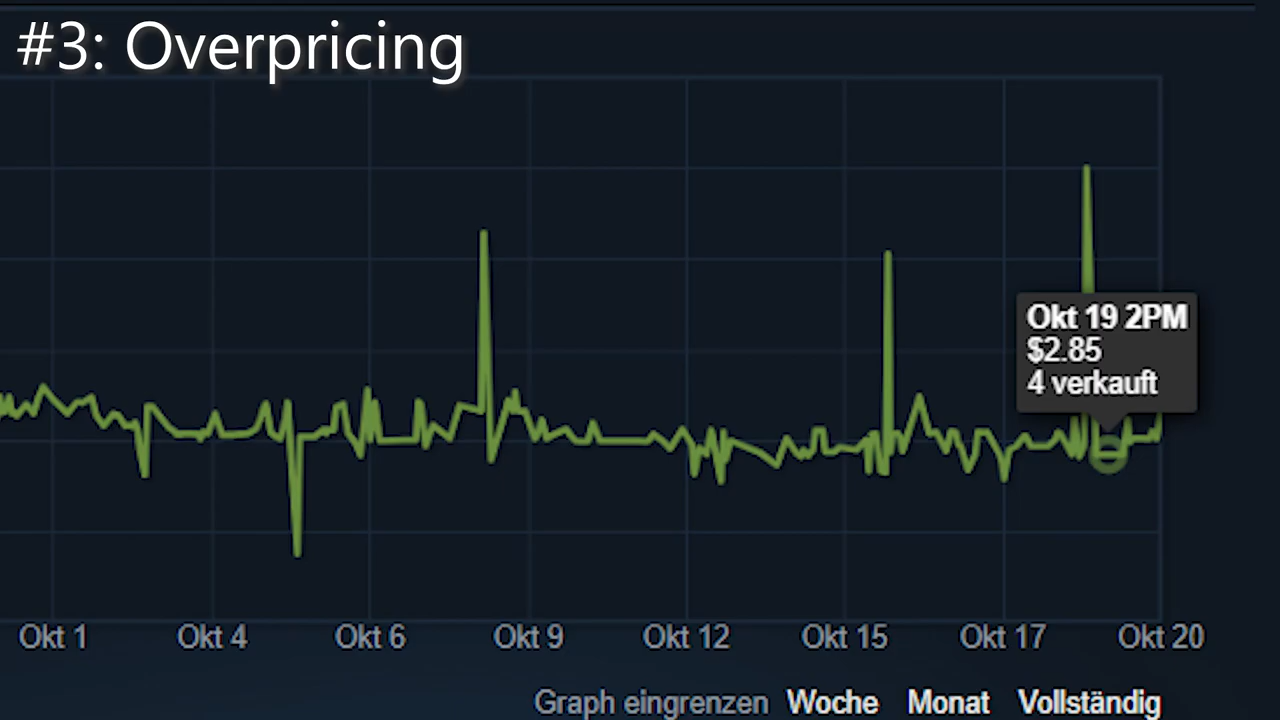 #3: Overpricing
Okt 19 2PM
$2.85
4 verkauft
Okt 1 Okt 4 Okt 6 Okt 9 Okt 12 Okt 15 Okt 17 Okt 20
Graph eingrenzen Woche Monat Vollständig